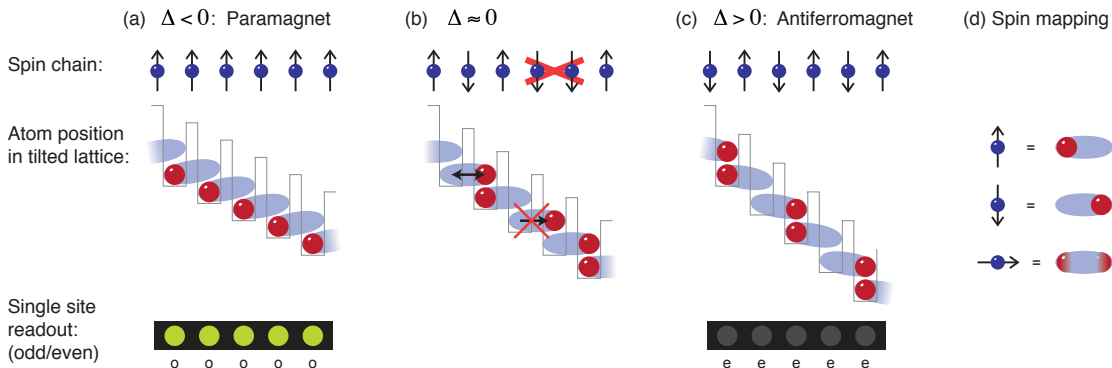 (a) Δ < 0: Paramagnet
(b) Δ ≈ 0
(c) Δ > 0: Antiferromagnet
(d) Spin mapping
Spin chain:
Atom position
in tilted lattice:
=
=
=
Single site
readout:
(odd/even)
o o o o o
e e e e e